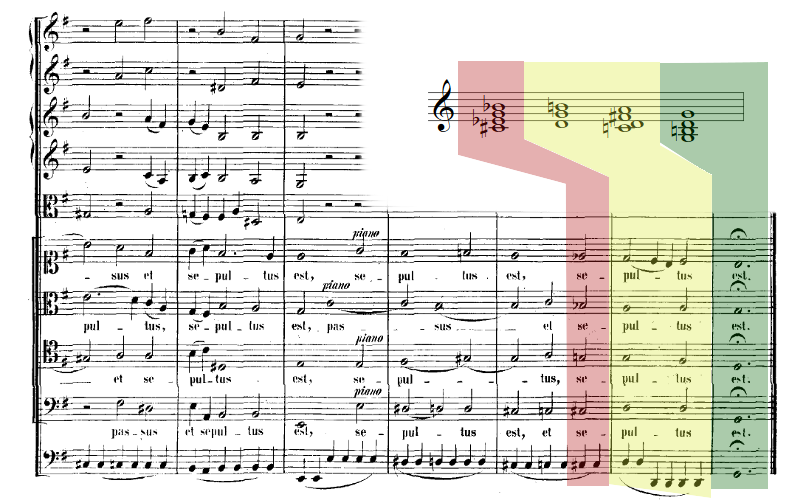 piano
- sus et se - pul - tus est, se - pul - tus est, se - pul - tus est.
piano
pul - tus, se - pul - tus est, pas - sus et se - pul - tus est.
piano
et se pul - tus est, se - pul - tus, se - pul - tus est.
piano
pas - sus et sepul - tus est, se - pul - tus est, et se - pul - tus est.